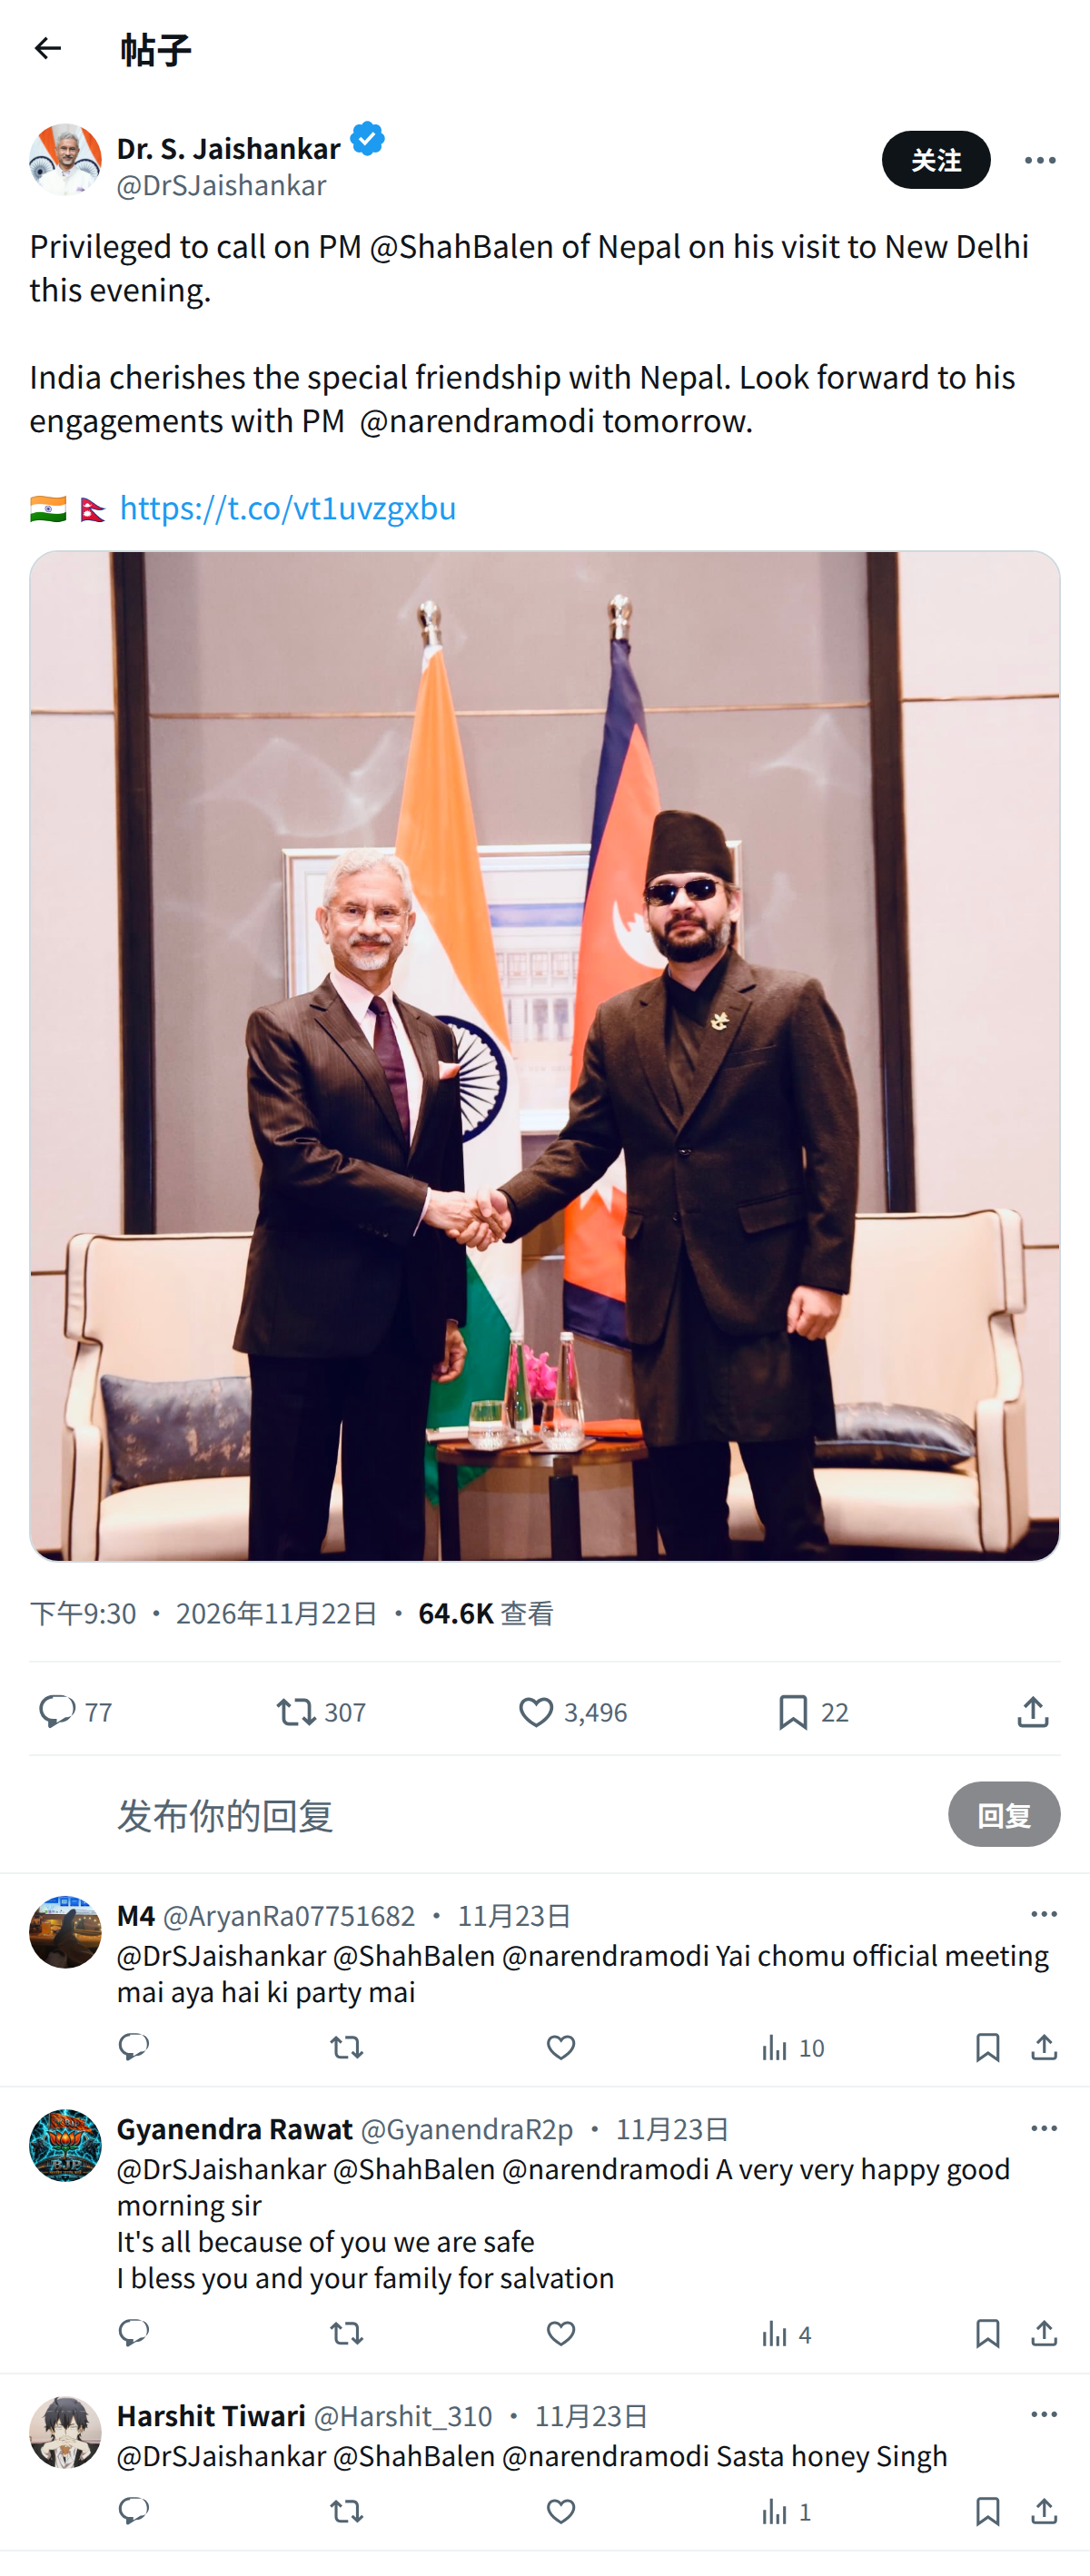 帖子
Dr. S. Jaishankar
@DrSJaishankar
关注
Privileged to call on PM @ShahBalen of Nepal on his visit to New Delhi
this evening.
India cherishes the special friendship with Nepal. Look forward to his
engagements with PM  @narendramodi tomorrow.
🇮🇳 🇳🇵 https://t.co/vt1uvzgxbu
下午9:30 · 2026年11月22日 · 64.6K 查看
77 307 3,496 22
发布你的回复
回复
M4 @AryanRa07751682 · 11月23日
@DrSJaishankar @ShahBalen @narendramodi Yai chomu official meeting
mai aya hai ki party mai
10
Gyanendra Rawat @GyanendraR2p · 11月23日
@DrSJaishankar @ShahBalen @narendramodi A very very happy good
morning sir
It's all because of you we are safe
I bless you and your family for salvation
4
Harshit Tiwari @Harshit_310 · 11月23日
@DrSJaishankar @ShahBalen @narendramodi Sasta honey Singh
1